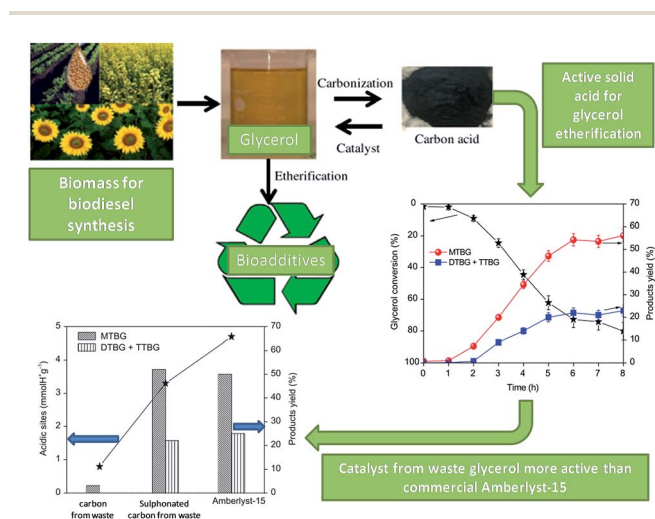 Carbonization
Glycerol
Catalyst
Carbon acid
Active solid
acid for
glycerol
etherification
Biomass for
biodiesel
synthesis
Etherification
Bioadditives
Glycerol conversion (%)
0
20
40
60
80
100
MTBG
DTBG + TTBG
70
60
50
40
30
20
10
0
Products yield (%)
0 1 2 3 4 5 6 7 8
Time (h)
Acidic sites (mmolH⁺g⁻¹)
5
4
3
2
1
0
MTBG
DTBG + TTBG
70
60
50
40
30
20
10
0
Products yield (%)
carbon
from waste
Sulphonated
carbon from waste
Amberlyst-15
Catalyst from waste glycerol more active than
commercial Amberlyst-15